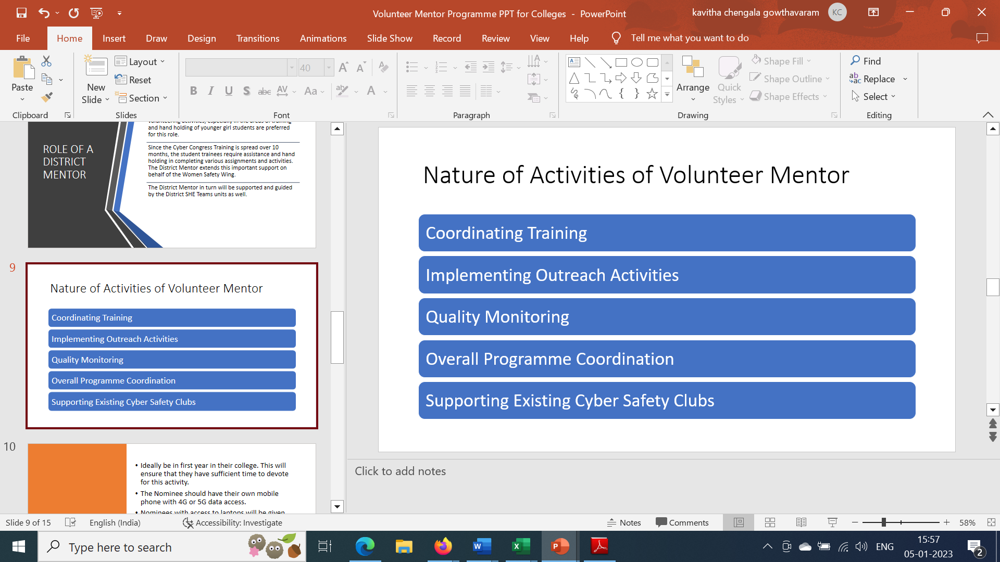 Volunteer Mentor Programme PPT for Colleges - PowerPoint
kavitha chengala gowthavaram
KC
File
Home
Insert
Draw
Design
Transitions
Animations
Slide Show
Record
Review
View
Help
Tell me what you want to do
Paste
Clipboard
New
Slide
Layout
Reset
Section
Slides
40
Font
Paragraph
Arrange
Quick
Styles
Shape Fill
Shape Outline
Shape Effects
Drawing
Find
Replace
Select
Editing
ROLE OF A
DISTRICT
MENTOR
volunteering activities, especially in the areas of training
and hand holding of younger girl students are preferred
for this role.
Since the Cyber Congress Training is spread over 10
months, the student trainees require assistance and hand
holding in completing various assignments and activities.
The District Mentor extends this important support on
behalf of the Women Safety Wing.
The District Mentor in turn will be supported and guided
by the District SHE Teams units as well.
9
Nature of Activities of Volunteer Mentor
Coordinating Training
Implementing Outreach Activities
Quality Monitoring
Overall Programme Coordination
Supporting Existing Cyber Safety Clubs
10
• Ideally be in first year in their college. This will
ensure that they have sufficient time to devote
for this activity.
• The Nominee should have their own mobile
phone with 4G or 5G data access.
• Nominees with access to laptops will be given
Nature of Activities of Volunteer Mentor
Coordinating Training
Implementing Outreach Activities
Quality Monitoring
Overall Programme Coordination
Supporting Existing Cyber Safety Clubs
Click to add notes
Slide 9 of 15
English (India)
Accessibility: Investigate
Notes
Comments
58%
Type here to search
ENG
15:57
05-01-2023
2